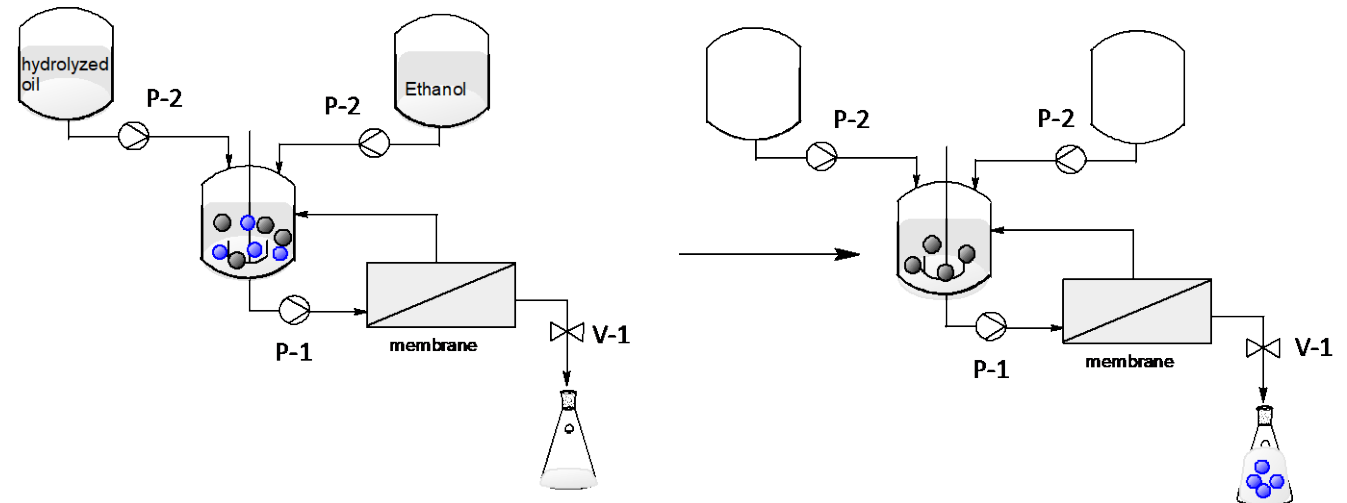 hydrolyzed
oil
Ethanol
P-2
P-2
P-1
membrane
V-1
P-2
P-2
P-1
membrane
V-1